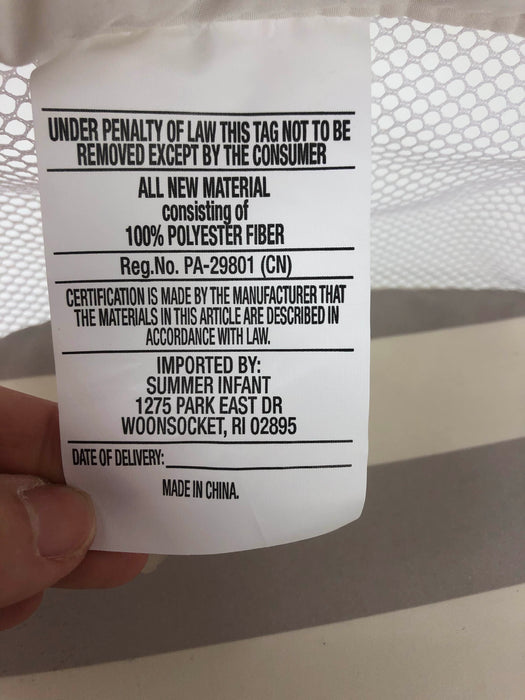 UNDER PENALTY OF LAW THIS TAG NOT TO BE
REMOVED EXCEPT BY THE CONSUMER
ALL NEW MATERIAL
consisting of
100% POLYESTER FIBER
Reg.No. PA-29801 (CN)
CERTIFICATION IS MADE BY THE MANUFACTURER THAT
THE MATERIALS IN THIS ARTICLE ARE DESCRIBED IN
ACCORDANCE WITH LAW.
IMPORTED BY:
SUMMER INFANT
1275 PARK EAST DR
WOONSOCKET, RI 02895
DATE OF DELIVERY:
MADE IN CHINA.